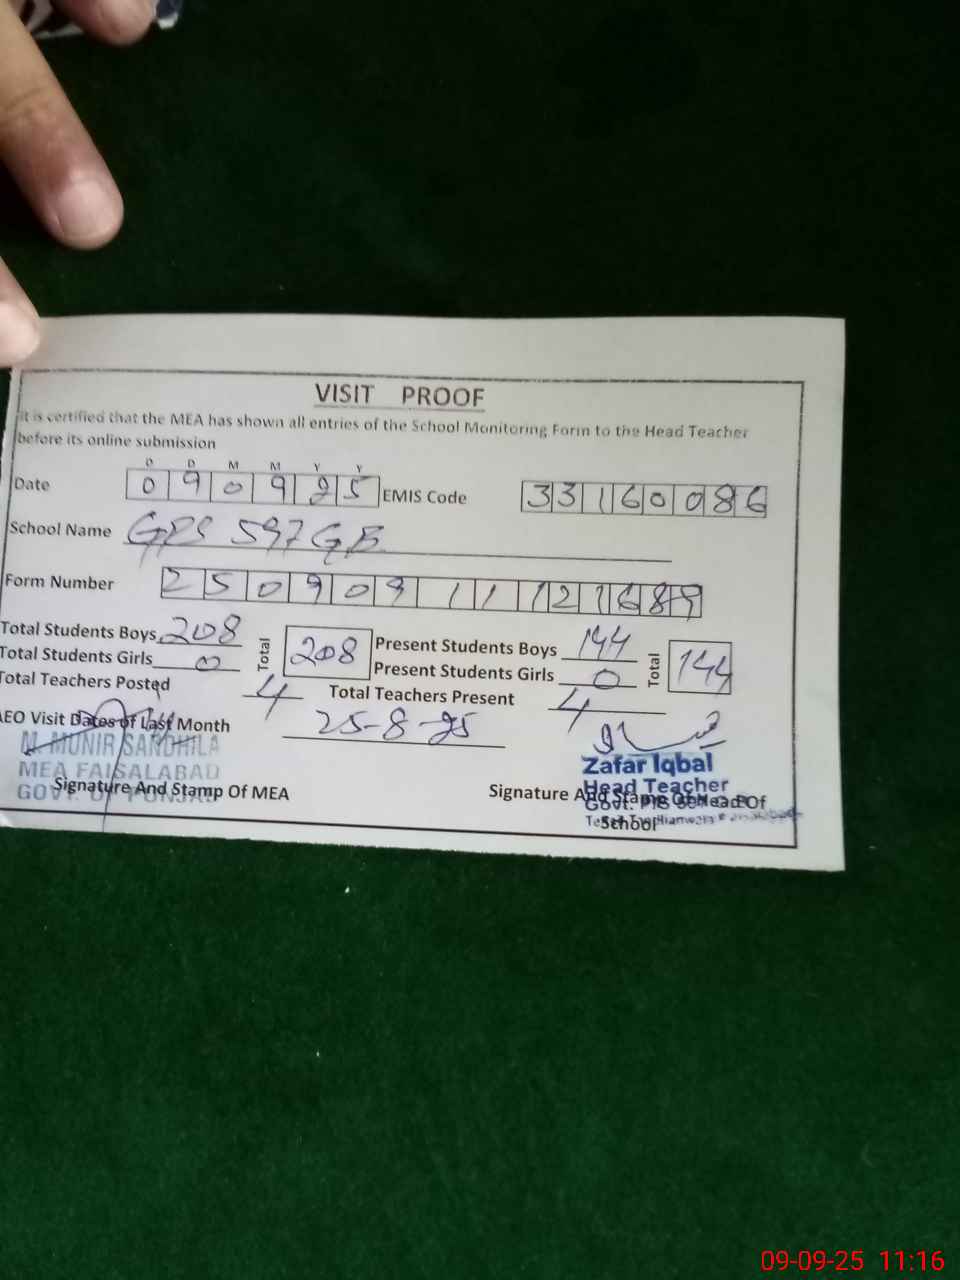 VISIT PROOF
It is certified that the MEA has shown all entries of the School Monitoring Form to the Head Teacher
before its online submission
D D M M Y Y
Date 0 9 0 9 2 5 EMIS Code 3 3 1 6 0 0 8 6
School Name GPS 597 GB
Form Number 2 5 0 9 0 9 1 1 1 2 1 6 8 9
Total Students Boys 208 Total 208 Present Students Boys 144 Total 144
Total Students Girls 0 Present Students Girls 0
Total Teachers Posted 4 Total Teachers Present 4
AEO Visit Dates of Last Month 25-8-25
M. MUNIR SANDHILA
MEA FAISALABAD
GOVT. OF PUNJAB
Signature And Stamp Of MEA
Zafar Iqbal
Head Teacher
Signature And Stamp Of Head Of
School
09-09-25 11:16